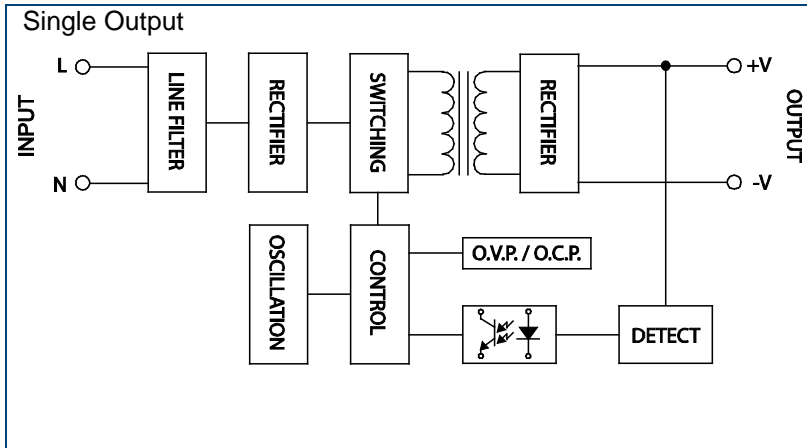 Single Output
INPUT
L
N
LINE FILTER
RECTIFIER
SWITCHING
RECTIFIER
+V
-V
OUTPUT
OSCILLATION
CONTROL
O.V.P. / O.C.P.
DETECT